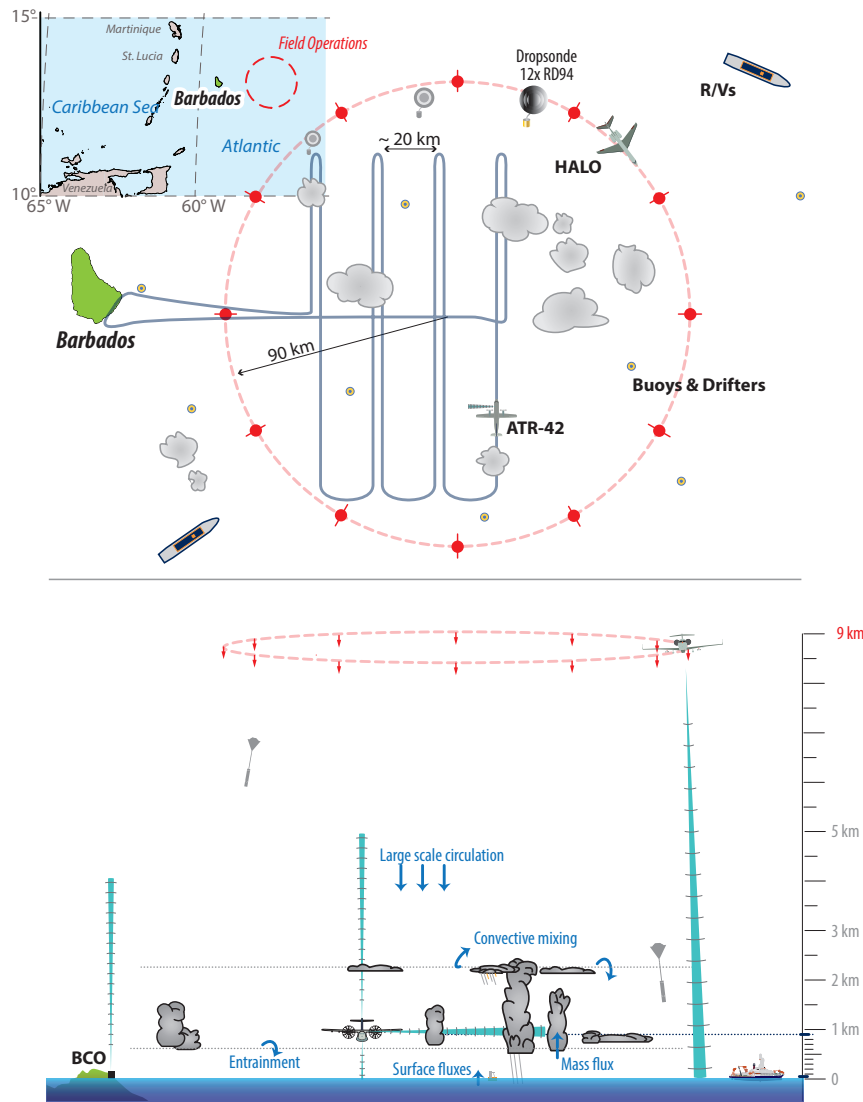 15°
Martinique
St. Lucia
Field Operations
Barbados
Caribbean Sea
Atlantic
Venezuela
10°
65° W
60° W
Dropsonde
12x RD94
R/Vs
~ 20 km
HALO
Barbados
90 km
Buoys & Drifters
ATR-42
9 km
5 km
Large scale circulation
3 km
Convective mixing
2 km
1 km
BCO
Entrainment
Surface fluxes
Mass flux
0